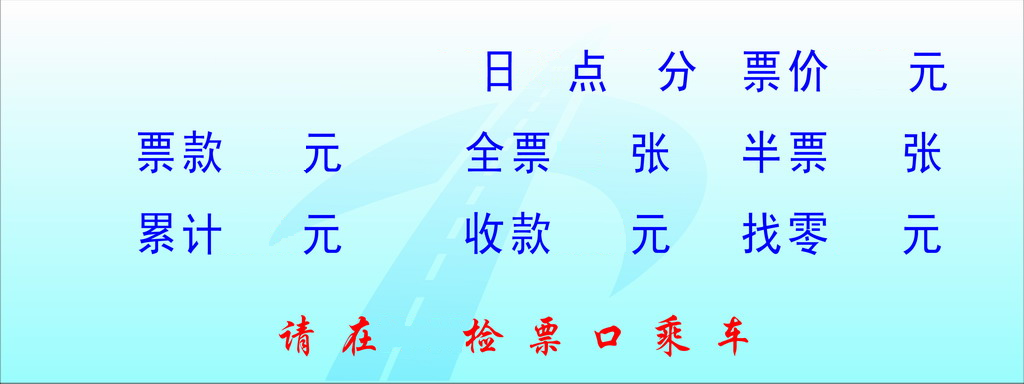 日 点 分 票价 元
票款 元 全票 张 半票 张
累计 元 收款 元 找零 元
请在 检票口乘车